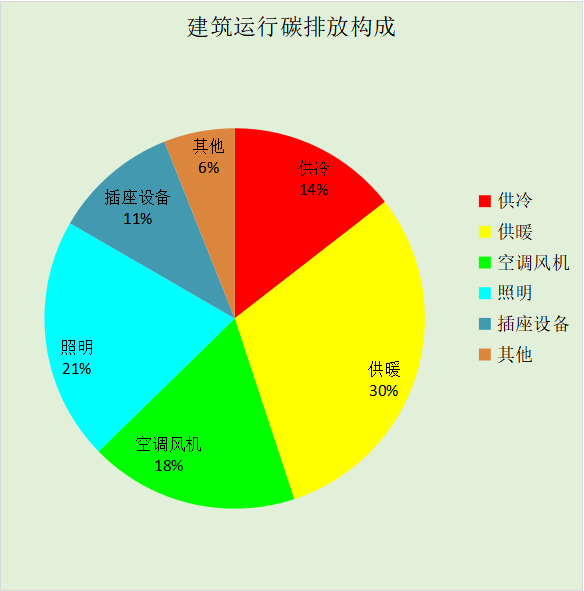 建筑运行碳排放构成
其他
6%
供冷
14%
插座设备
11%
照明
21%
供暖
30%
空调风机
18%
供冷
供暖
空调风机
照明
插座设备
其他